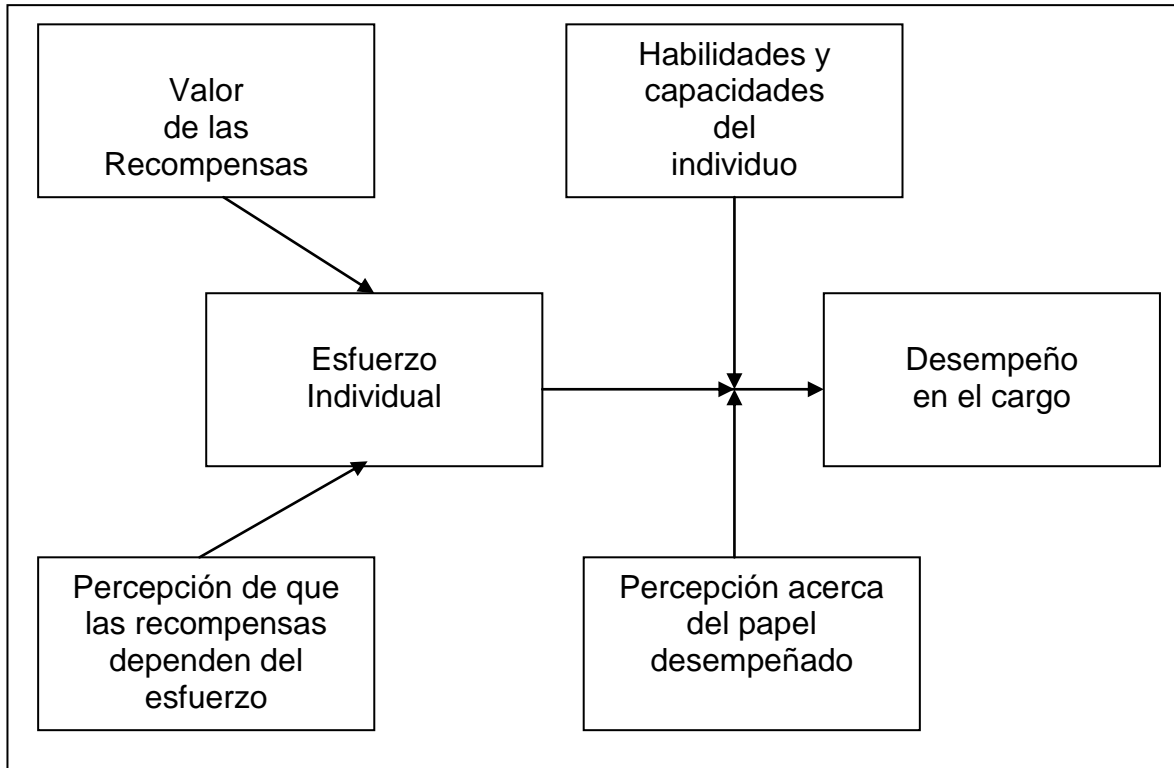 Valor
de las
Recompensas
Habilidades y
capacidades
del
individuo
Esfuerzo
Individual
Desempeño
en el cargo
Percepción de que
las recompensas
dependen del
esfuerzo
Percepción acerca
del papel
desempeñado